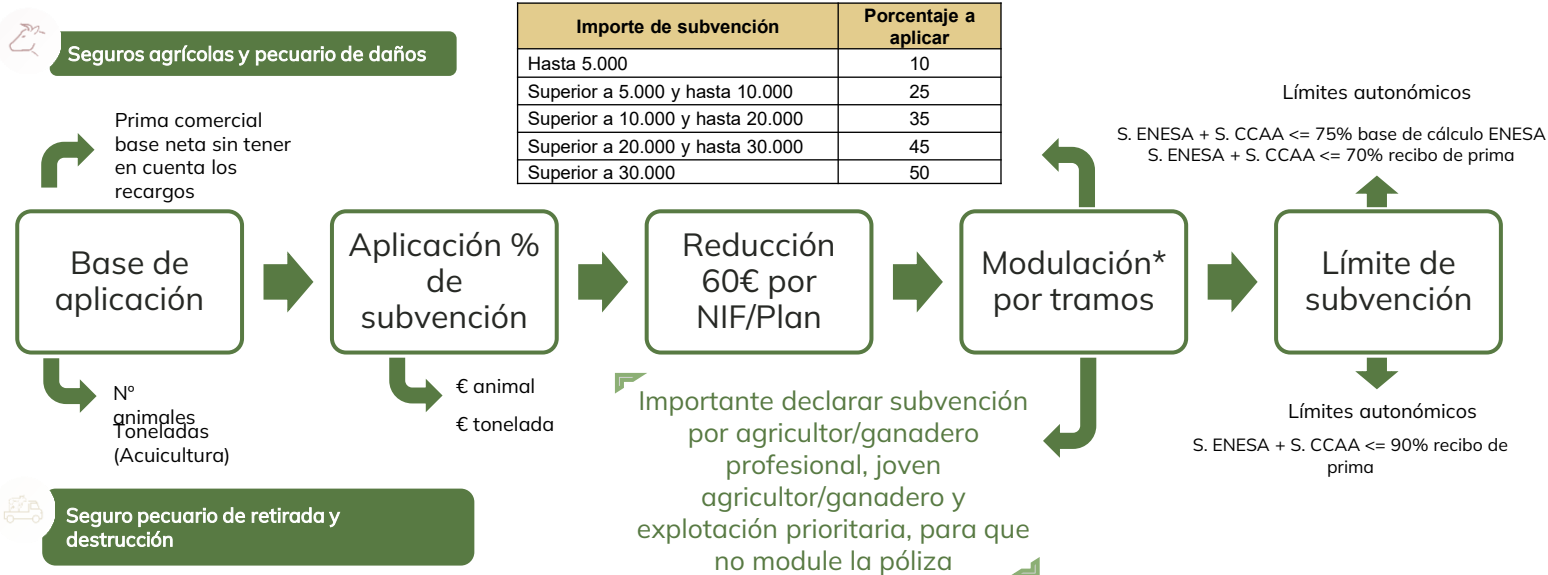 Seguros agrícolas y pecuario de daños
Importe de subvención
Porcentaje a
aplicar
Hasta 5.000
10
Superior a 5.000 y hasta 10.000
25
Superior a 10.000 y hasta 20.000
35
Superior a 20.000 y hasta 30.000
45
Superior a 30.000
50
Prima comercial
base neta sin tener
en cuenta los
recargos
Límites autonómicos
S. ENESA + S. CCAA <= 75% base de cálculo ENESA
S. ENESA + S. CCAA <= 70% recibo de prima
Base de
aplicación
Aplicación %
de
subvención
Reducción
60€ por
NIF/Plan
Modulación*
por tramos
Límite de
subvención
Nº
animales
Toneladas
(Acuicultura)
€ animal
€ tonelada
Importante declarar subvención
por agricultor/ganadero
profesional, joven
agricultor/ganadero y
explotación prioritaria, para que
no module la póliza
Límites autonómicos
S. ENESA + S. CCAA <= 90% recibo de
prima
Seguro pecuario de retirada y
destrucción